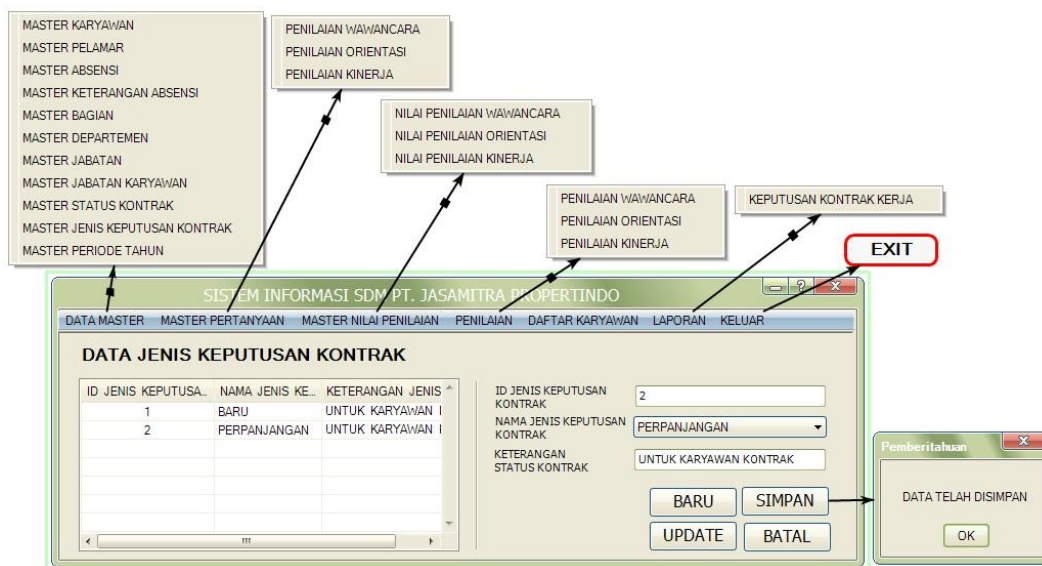 MASTER KARYAWAN
MASTER PELAMAR
MASTER ABSENSI
MASTER KETERANGAN ABSENSI
MASTER BAGIAN
MASTER DEPARTEMEN
MASTER JABATAN
MASTER JABATAN KARYAWAN
MASTER STATUS KONTRAK
MASTER JENIS KEPUTUSAN KONTRAK
MASTER PERIODE TAHUN
PENILAIAN WAWANCARA
PENILAIAN ORIENTASI
PENILAIAN KINERJA
NILAI PENILAIAN WAWANCARA
NILAI PENILAIAN ORIENTASI
NILAI PENILAIAN KINERJA
PENILAIAN WAWANCARA
PENILAIAN ORIENTASI
PENILAIAN KINERJA
KEPUTUSAN KONTRAK KERJA
EXIT
SISTEM INFORMASI SDM PT. JASAMITRA PROPERTINDO
DATA MASTER MASTER PERTANYAAN MASTER NILAI PENILAIAN PENILAIAN DAFTAR KARYAWAN LAPORAN KELUAR
DATA JENIS KEPUTUSAN KONTRAK
ID JENIS KEPUTUSA... NAMA JENIS KE... KETERANGAN JENIS
1 BARU UNTUK KARYAWAN
2 PERPANJANGAN UNTUK KARYAWAN
ID JENIS KEPUTUSAN
KONTRAK
2
NAMA JENIS KEPUTUSAN
KONTRAK
PERPANJANGAN
KETERANGAN
STATUS KONTRAK
UNTUK KARYAWAN KONTRAK
BARU SIMPAN
UPDATE BATAL
Pemberitahuan
DATA TELAH DISIMPAN
OK